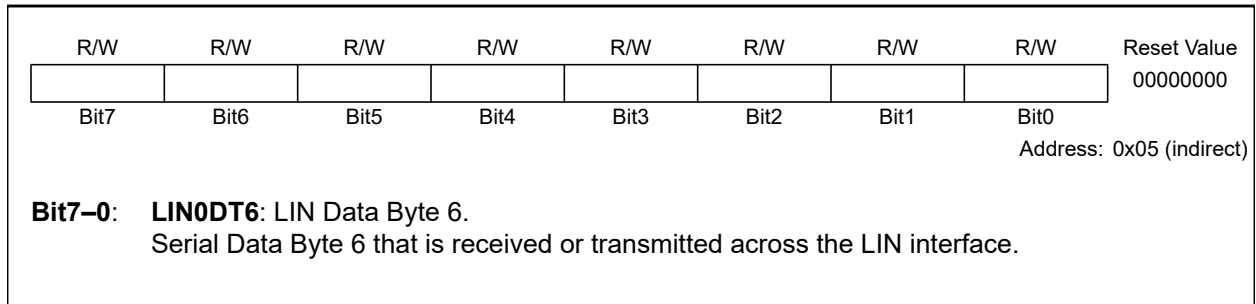 R/W R/W R/W R/W R/W R/W R/W R/W Reset Value
00000000
Bit7 Bit6 Bit5 Bit4 Bit3 Bit2 Bit1 Bit0
Address: 0x05 (indirect)
Bit7–0: LIN0DT6: LIN Data Byte 6.
Serial Data Byte 6 that is received or transmitted across the LIN interface.